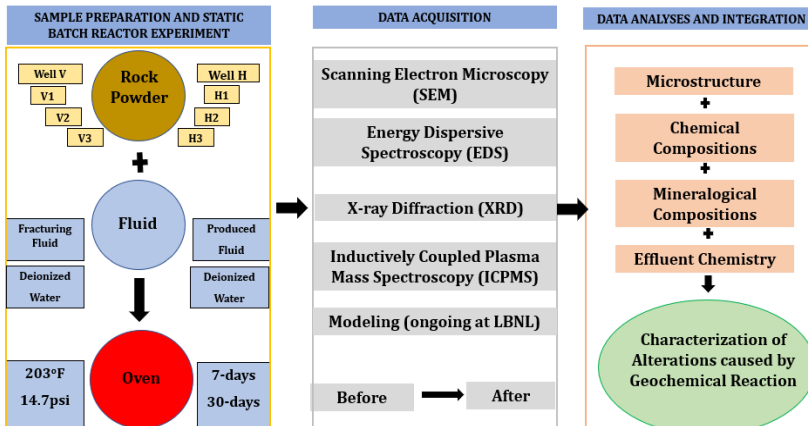 SAMPLE PREPARATION AND STATIC
BATCH REACTOR EXPERIMENT
Well V
V1
V2
V3
Rock
Powder
Well H
H1
H2
H3
Fracturing
Fluid
Deionized
Water
Fluid
Produced
Fluid
Deionized
Water
203°F
14.7psi
Oven
7-days
30-days
DATA ACQUISITION
Scanning Electron Microscopy
(SEM)
Energy Dispersive
Spectroscopy (EDS)
X-ray Diffraction (XRD)
Inductively Coupled Plasma
Mass Spectroscopy (ICPMS)
Modeling (ongoing at LBNL)
Before
After
DATA ANALYSES AND INTEGRATION
Microstructure
+
Chemical
Compositions
+
Mineralogical
Compositions
+
Effluent Chemistry
Characterization of
Alterations caused by
Geochemical Reaction